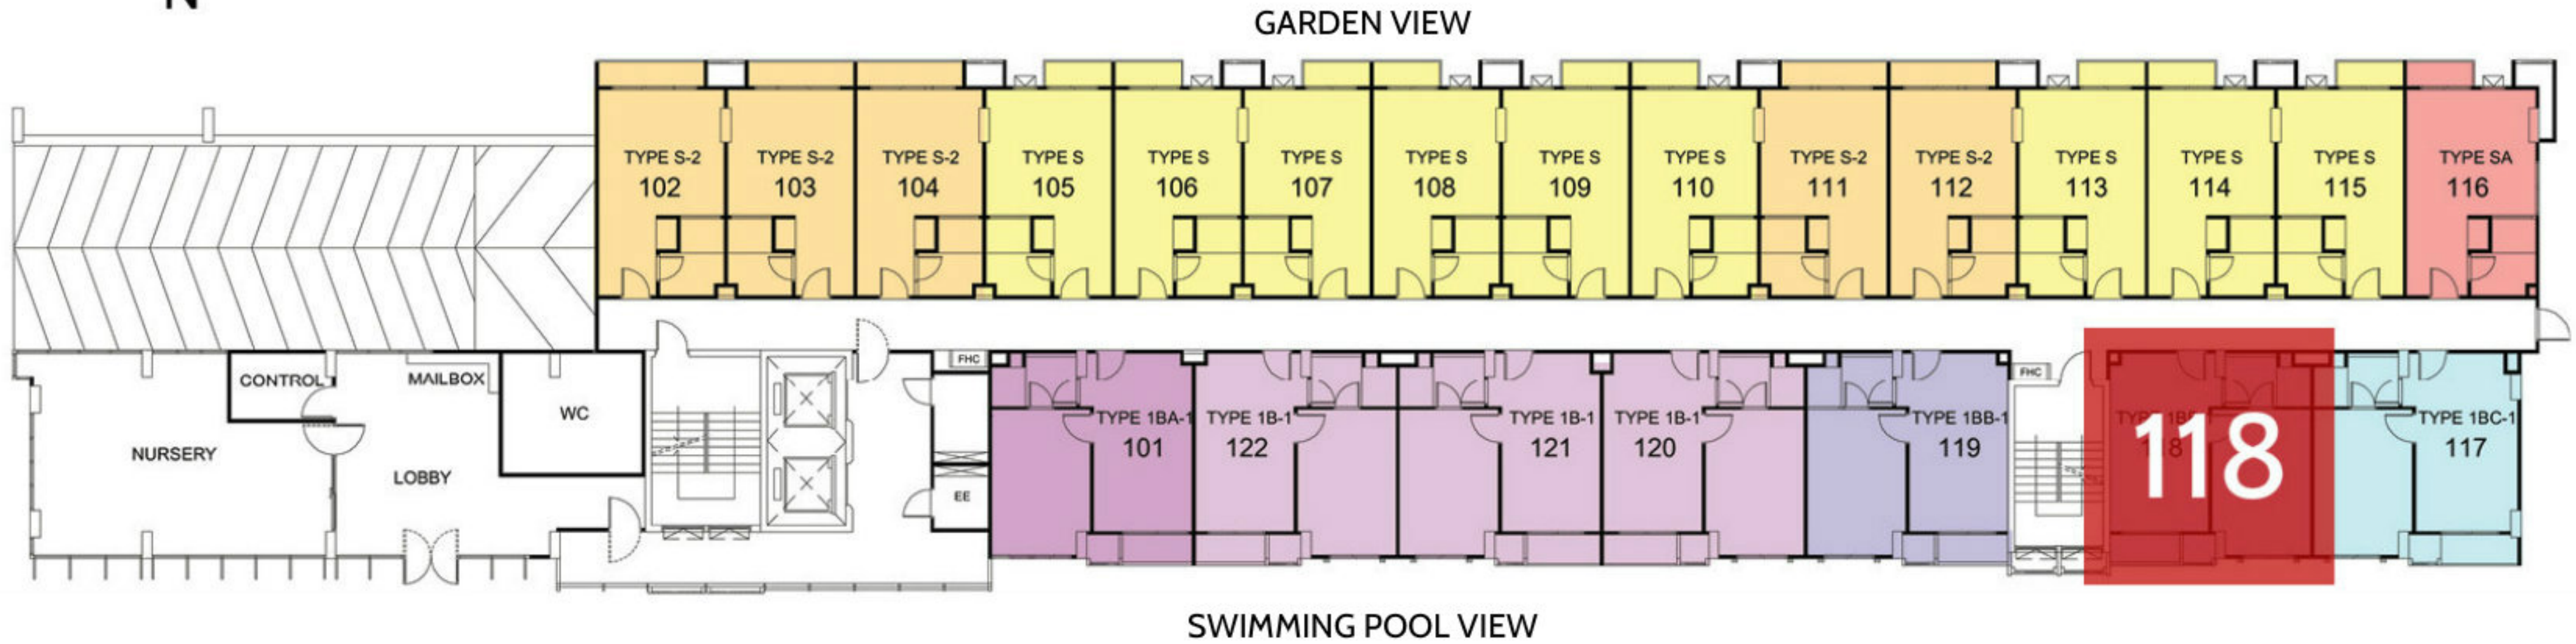 N
GARDEN VIEW
TYPE S-2
102
TYPE S-2
103
TYPE S-2
104
TYPE S
105
TYPE S
106
TYPE S
107
TYPE S
108
TYPE S
109
TYPE S
110
TYPE S-2
111
TYPE S-2
112
TYPE S
113
TYPE S
114
TYPE S
115
TYPE SA
116
CONTROL
MAILBOX
WC
NURSERY
LOBBY
FHC
EE
TYPE 1BA-1
101
TYPE 1B-1
122
TYPE 1B-1
121
TYPE 1B-1
120
TYPE 1BB-1
119
FHC
118
TYPE 1BC-1
117
SWIMMING POOL VIEW